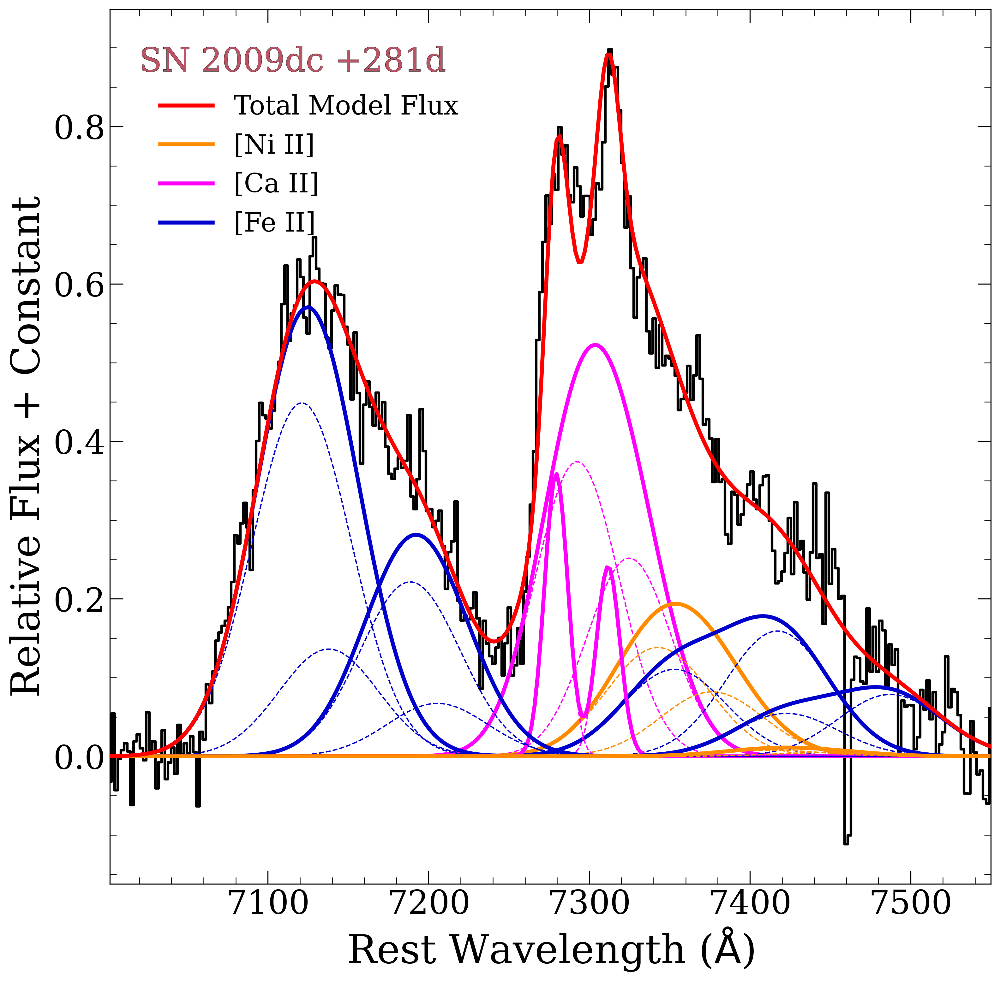 SN 2009dc +281d
Total Model Flux
[Ni II]
[Ca II]
[Fe II]
Relative Flux + Constant
0.8
0.6
0.4
0.2
0.0
7100 7200 7300 7400 7500
Rest Wavelength (Å)